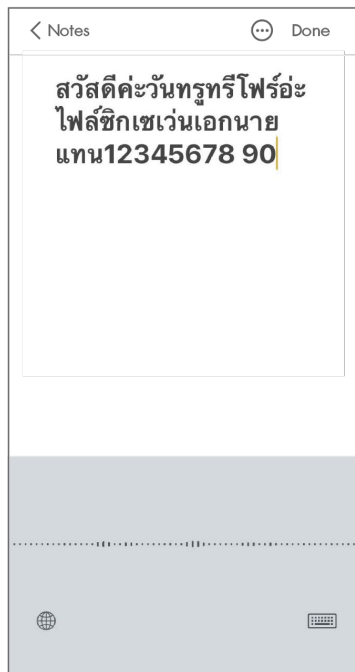 Notes
Done
สวัสดีค่ะวันทรูทรีโฟร์อ่ะ
ไฟล์ซิกเซเว่นเอกนาย
แทน12345678 90